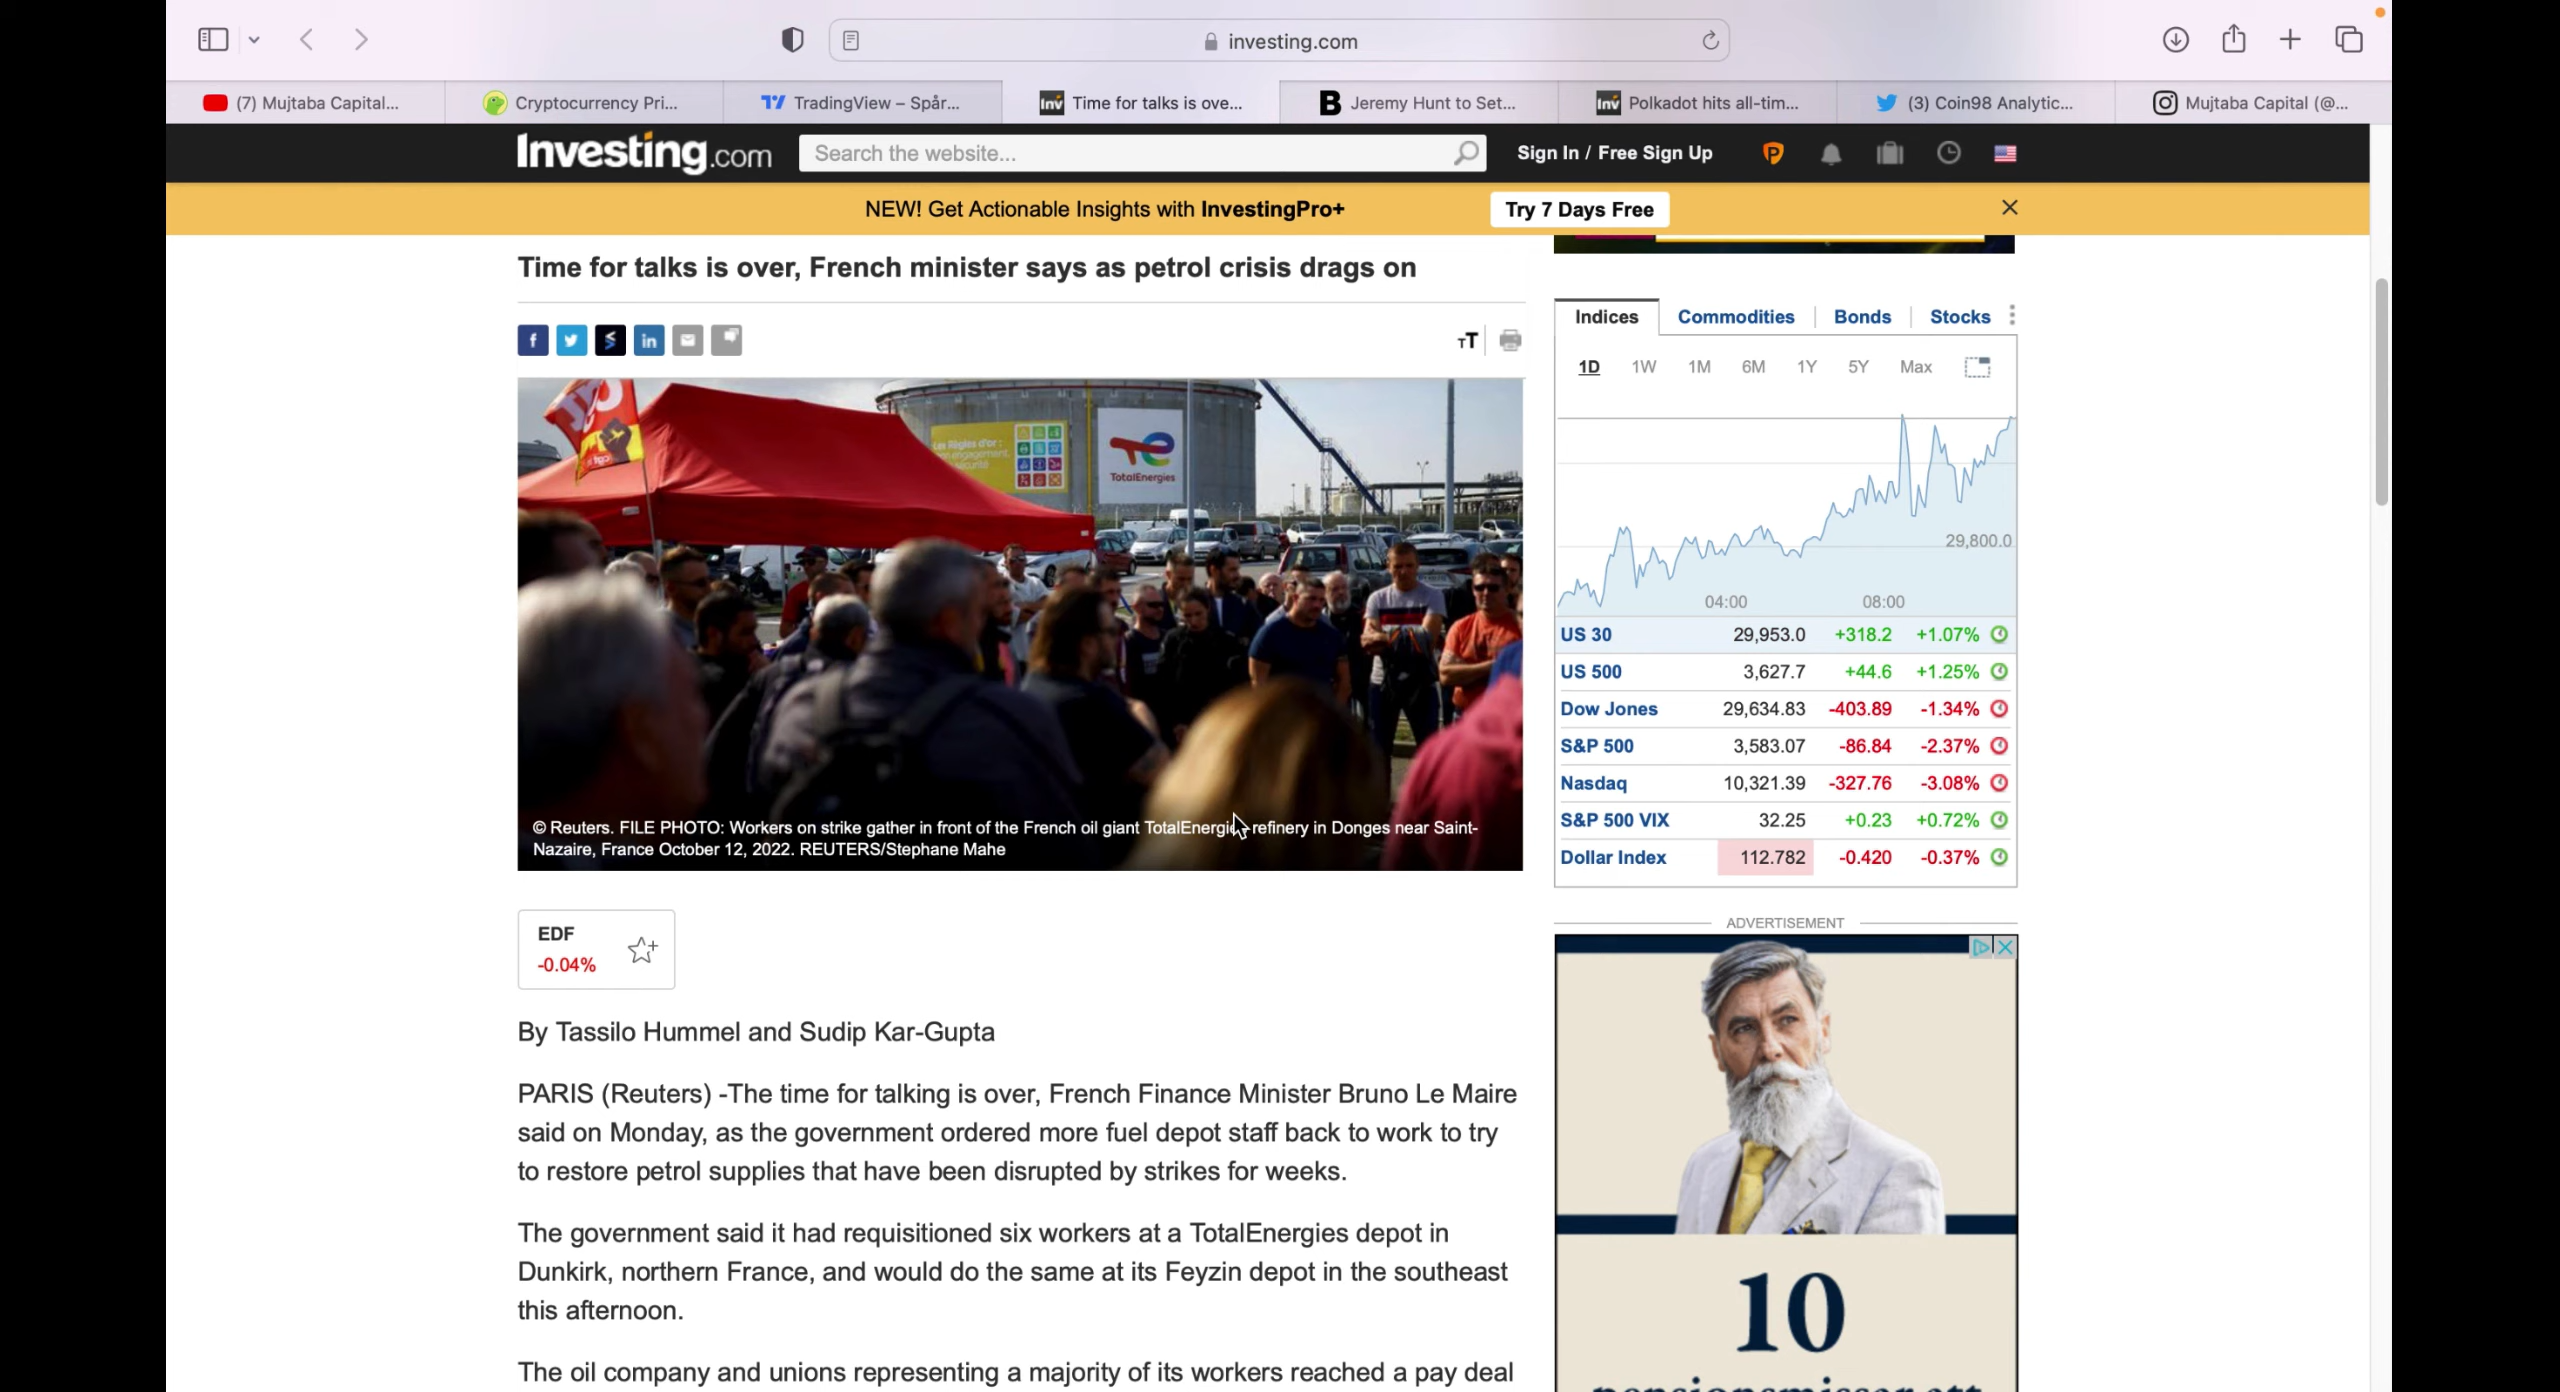 investing.com
(7) Mujtaba Capital...
Cryptocurrency Pri...
TradingView – Spår...
Inv Time for talks is ove...
B Jeremy Hunt to Set...
Inv Polkadot hits all-tim...
(3) Coin98 Analytic...
Mujtaba Capital (@...
Investing.com
Search the website...
Sign In / Free Sign Up
NEW! Get Actionable Insights with InvestingPro+
Try 7 Days Free
Time for talks is over, French minister says as petrol crisis drags on
Les Règles d'or :
TotalEnergies
© Reuters. FILE PHOTO: Workers on strike gather in front of the French oil giant TotalEnergies refinery in Donges near Saint-
Nazaire, France October 12, 2022. REUTERS/Stephane Mahe
EDF
-0.04%
By Tassilo Hummel and Sudip Kar-Gupta
PARIS (Reuters) -The time for talking is over, French Finance Minister Bruno Le Maire
said on Monday, as the government ordered more fuel depot staff back to work to try
to restore petrol supplies that have been disrupted by strikes for weeks.
The government said it had requisitioned six workers at a TotalEnergies depot in
Dunkirk, northern France, and would do the same at its Feyzin depot in the southeast
this afternoon.
The oil company and unions representing a majority of its workers reached a pay deal
Indices Commodities Bonds Stocks
1D 1W 1M 6M 1Y 5Y Max
29,800.0
04:00 08:00
US 30 29,953.0 +318.2 +1.07%
US 500 3,627.7 +44.6 +1.25%
Dow Jones 29,634.83 -403.89 -1.34%
S&P 500 3,583.07 -86.84 -2.37%
Nasdaq 10,321.39 -327.76 -3.08%
S&P 500 VIX 32.25 +0.23 +0.72%
Dollar Index 112.782 -0.420 -0.37%
ADVERTISEMENT
10